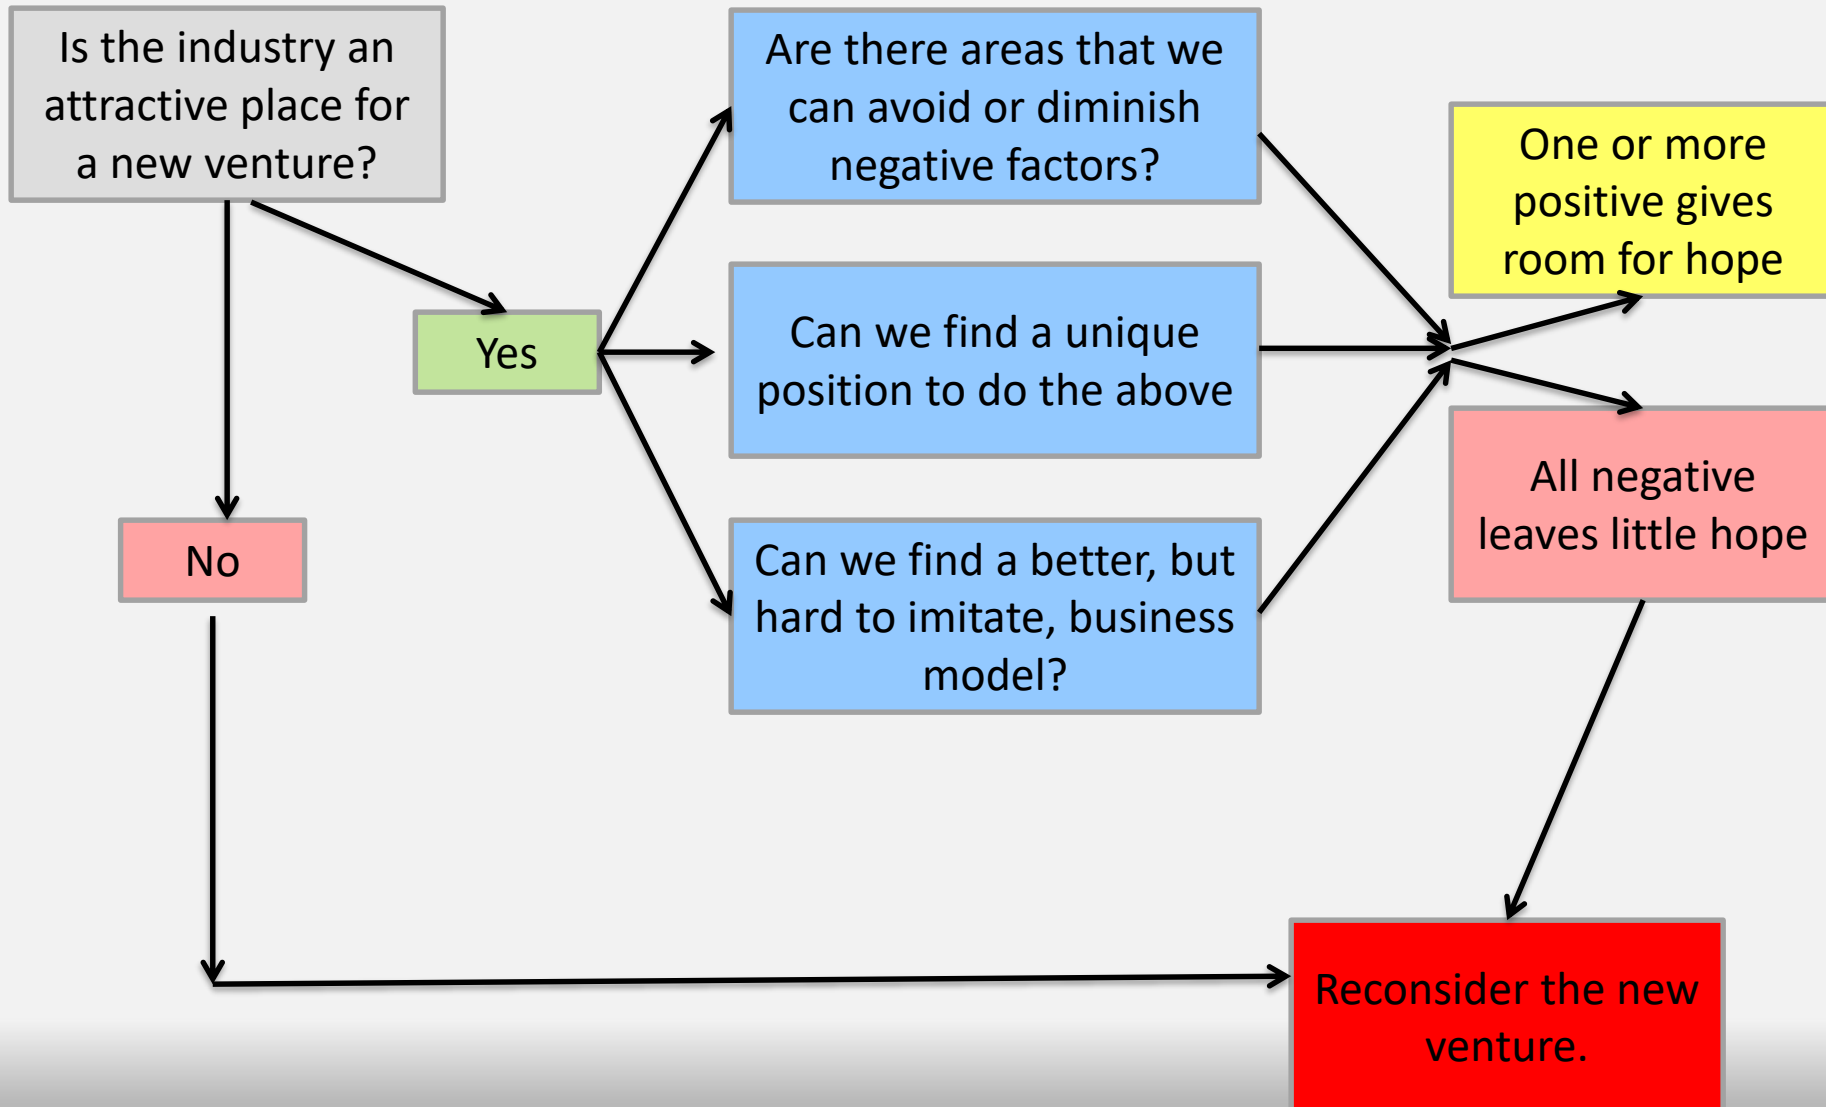 Is the industry an
attractive place for
a new venture?
Yes
No
Are there areas that we
can avoid or diminish
negative factors?
Can we find a unique
position to do the above
Can we find a better, but
hard to imitate, business
model?
One or more
positive gives
room for hope
All negative
leaves little hope
Reconsider the new
venture.